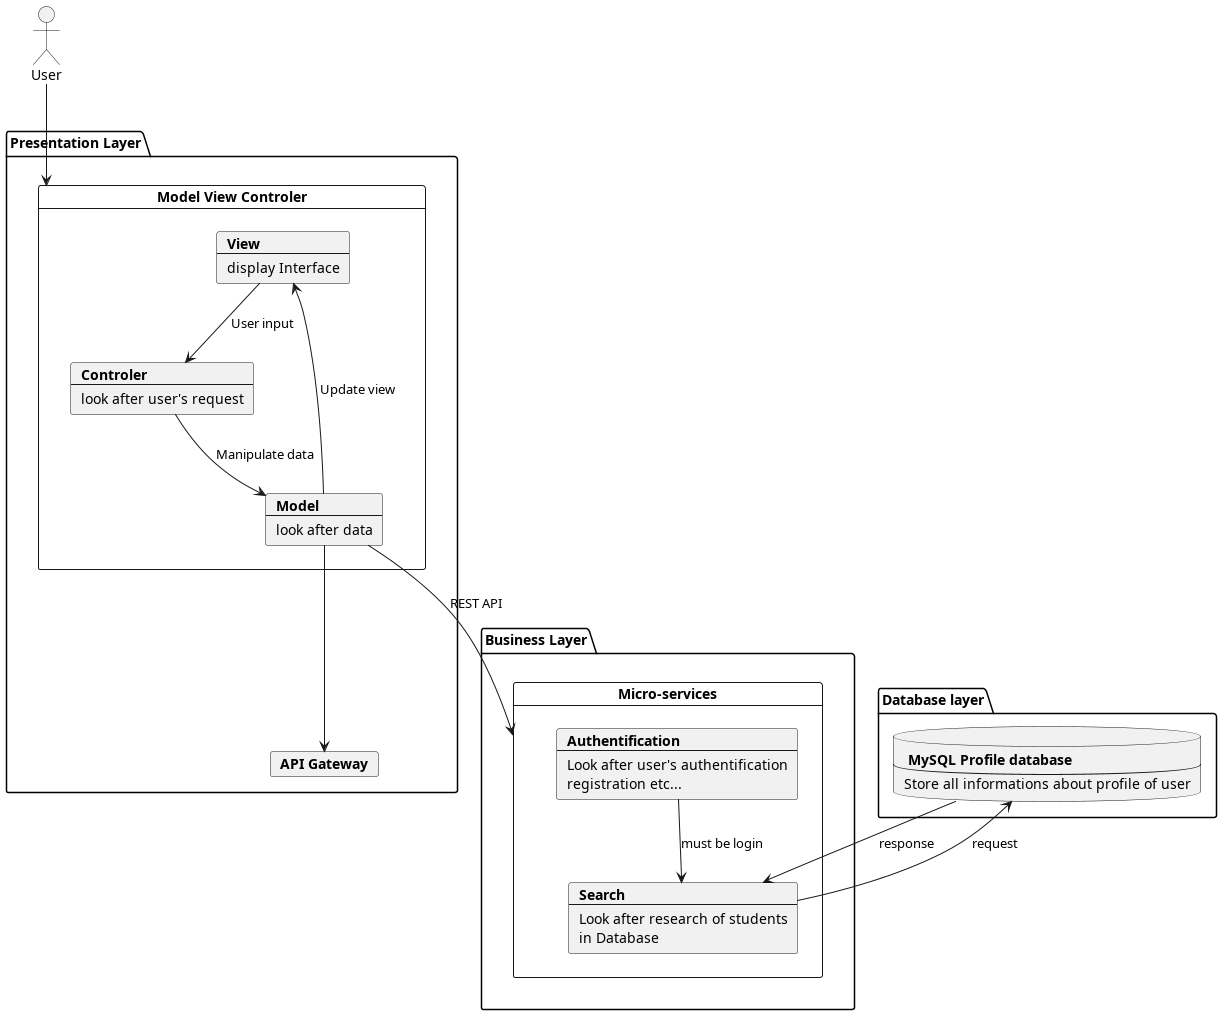 User
Presentation Layer
Model View Controler
View
display Interface
User input
Controler
look after user's request
Update view
Manipulate data
Model
look after data
REST API
API Gateway
Business Layer
Micro-services
Authentification
Look after user's authentification
registration etc...
must be login
Search
Look after research of students
in Database
Database layer
MySQL Profile database
Store all informations about profile of user
response
request